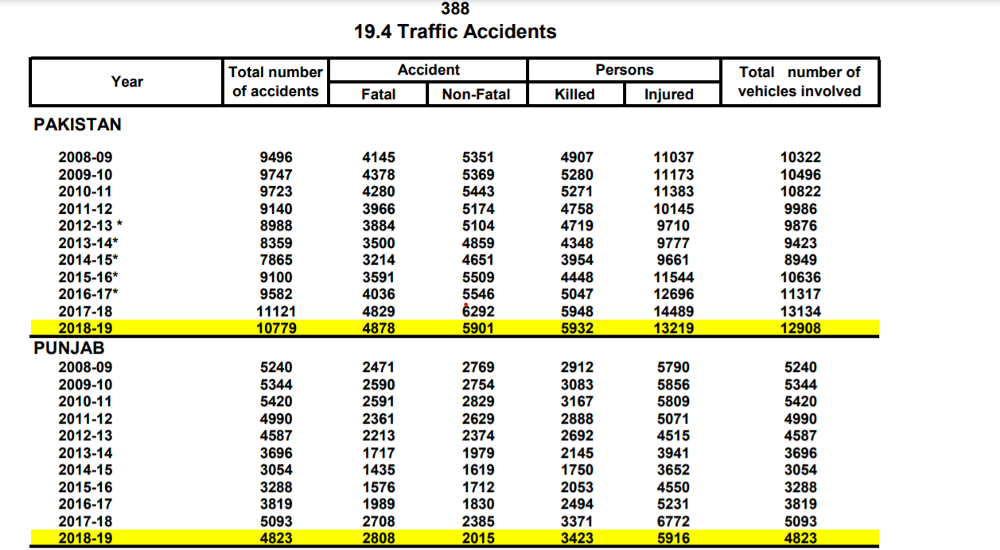 388
19.4 Traffic Accidents
Year Total number of accidents Accident Persons Total number of vehicles involved
Fatal Non-Fatal Killed Injured
PAKISTAN
2008-09 9496 4145 5351 4907 11037 10322
2009-10 9747 4378 5369 5280 11173 10496
2010-11 9723 4280 5443 5271 11383 10822
2011-12 9140 3966 5174 4758 10145 9986
2012-13 * 8988 3884 5104 4719 9710 9876
2013-14* 8359 3500 4859 4348 9777 9423
2014-15* 7865 3214 4651 3954 9661 8949
2015-16* 9100 3591 5509 4448 11544 10636
2016-17* 9582 4036 5546 5047 12696 11317
2017-18 11121 4829 6292 5948 14489 13134
2018-19 10779 4878 5901 5932 13219 12908
PUNJAB
2008-09 5240 2471 2769 2912 5790 5240
2009-10 5344 2590 2754 3083 5856 5344
2010-11 5420 2591 2829 3167 5809 5420
2011-12 4990 2361 2629 2888 5071 4990
2012-13 4587 2213 2374 2692 4515 4587
2013-14 3696 1717 1979 2145 3941 3696
2014-15 3054 1435 1619 1750 3652 3054
2015-16 3288 1576 1712 2053 4550 3288
2016-17 3819 1989 1830 2494 5231 3819
2017-18 5093 2708 2385 3371 6772 5093
2018-19 4823 2808 2015 3423 5916 4823